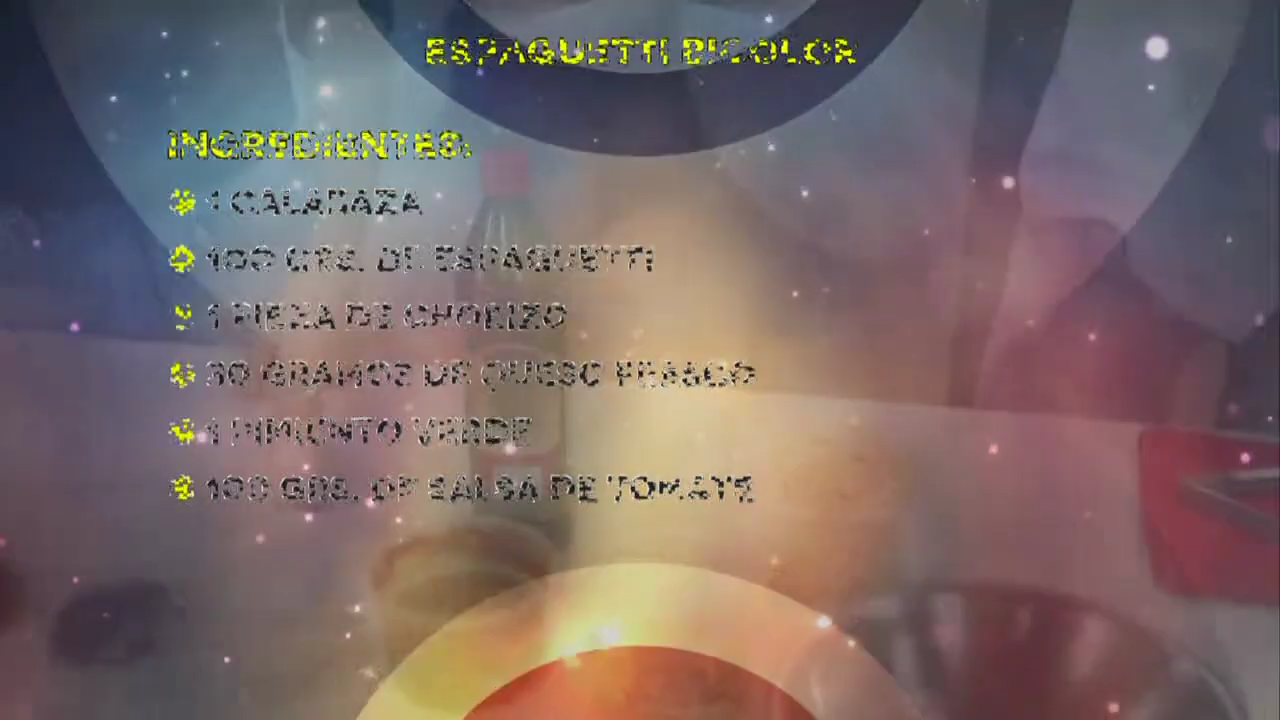 ESPAGUETTI BICOLOR
INGREDIENTES:
1 CALABAZA
100 GRS. DE ESPAGUETTI
1 PIEZA DE CHORIZO
30 GRAMOS DE QUESO FRESCO
1 PIMIENTO VERDE
100 GRS. DE SALSA DE TOMATE